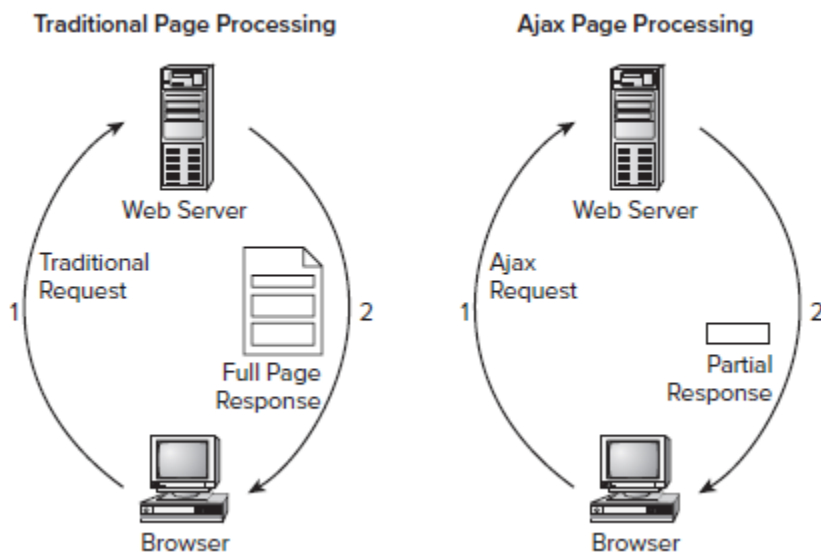 Traditional Page Processing
Web Server
Traditional
Request
1
2
Full Page
Response
Browser
Ajax Page Processing
Web Server
Ajax
Request
1
2
Partial
Response
Browser